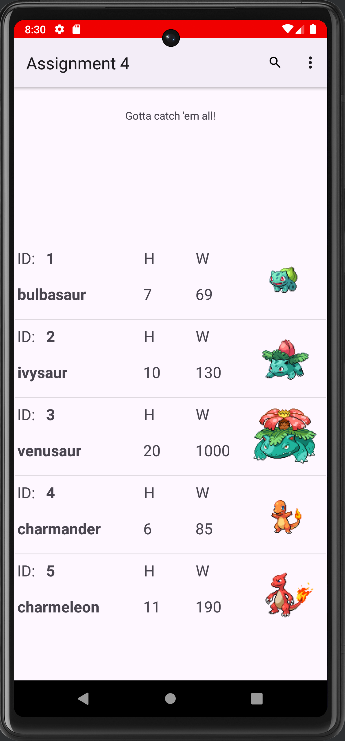 8:30
Assignment 4
Gotta catch 'em all!
ID: 1 H W
bulbasaur 7 69
ID: 2 H W
ivysaur 10 130
ID: 3 H W
venusaur 20 1000
ID: 4 H W
charmander 6 85
ID: 5 H W
charmeleon 11 190